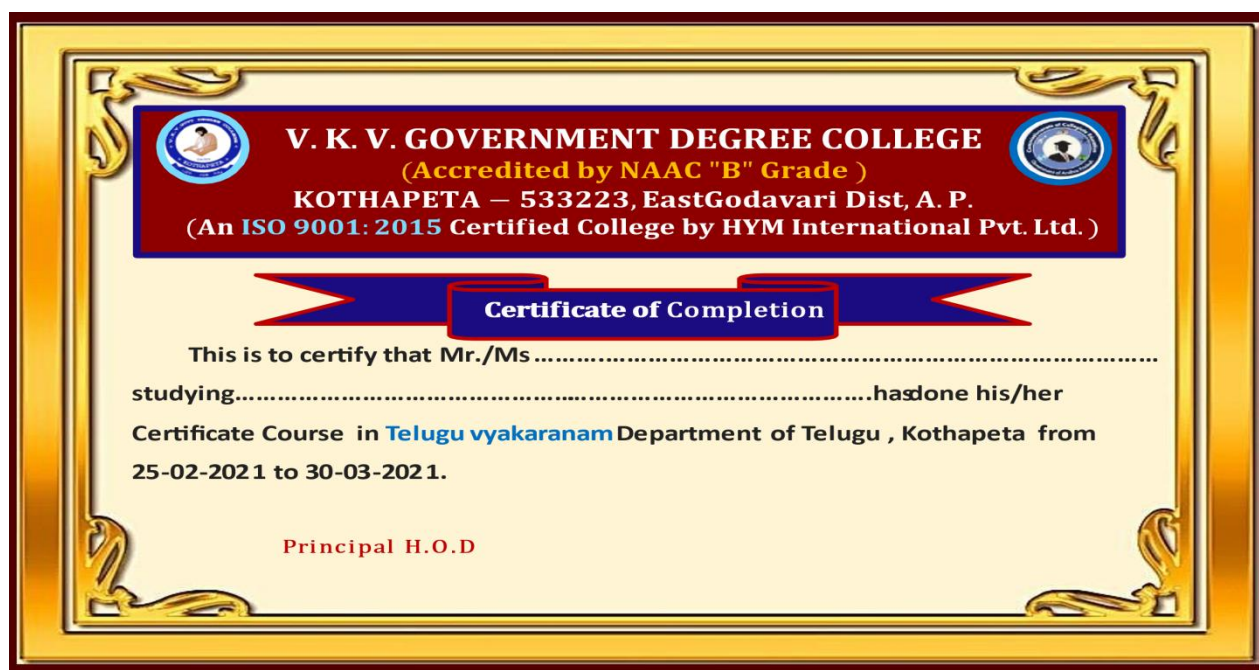 V. K. V. GOVERNMENT DEGREE COLLEGE
(Accredited by NAAC "B" Grade )
KOTHAPETA – 533223, EastGodavari Dist, A. P.
(An ISO 9001: 2015 Certified College by HYM International Pvt. Ltd. )
KOTHAPETA
Certificate of Completion
This is to certify that Mr./Ms……………………………………………………………………………
studying……………………………………………………………………………….hasdone his/her
Certificate Course in Telugu vyakaranam Department of Telugu , Kothapeta from
25-02-2021 to 30-03-2021.
Principal H.O.D